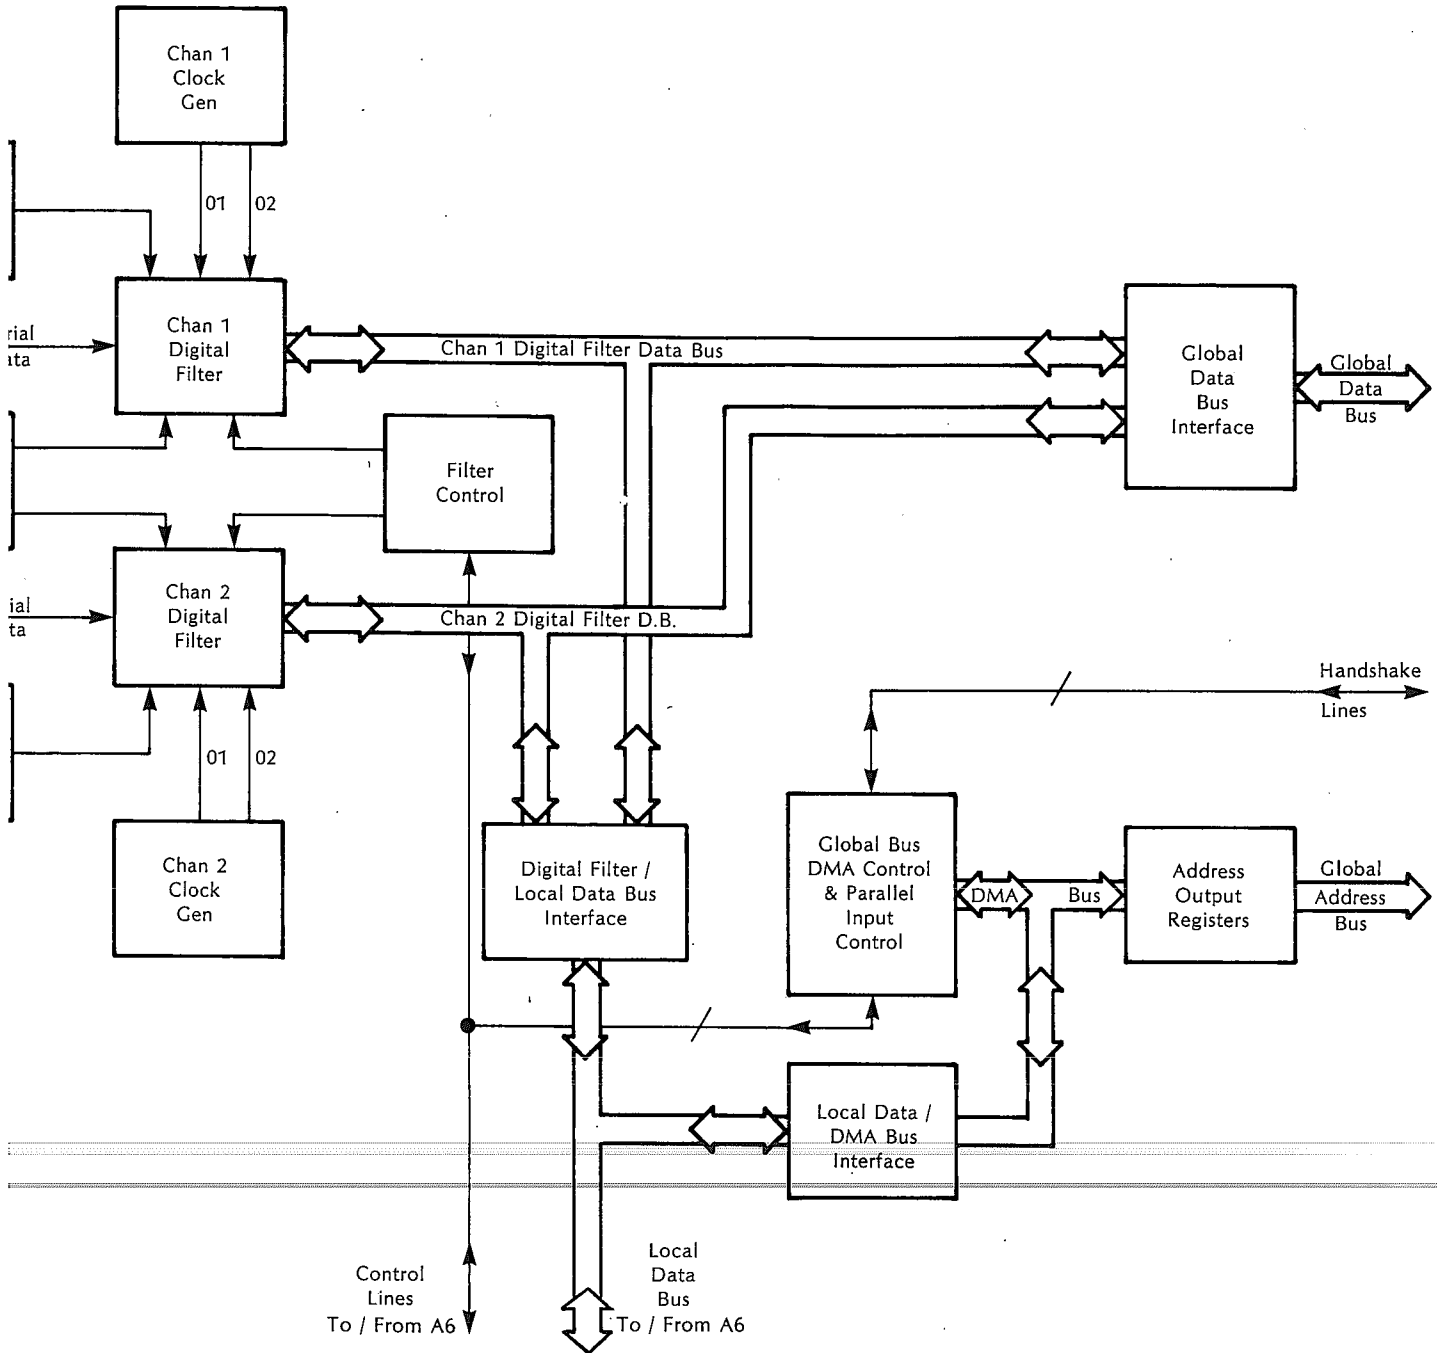 Chan 1
Clock
Gen
01
02
Chan 1
Digital
Filter
Chan 1 Digital Filter Data Bus
Global
Data
Bus
Interface
Global
Data
Bus
Filter
Control
Chan 2
Digital
Filter
Chan 2 Digital Filter D.B.
Handshake
Lines
01
02
Chan 2
Clock
Gen
Digital Filter /
Local Data Bus
Interface
Global Bus
DMA Control
& Parallel
Input
Control
DMA
Bus
Address
Output
Registers
Global
Address
Bus
Local Data /
DMA Bus
Interface
Control
Lines
To / From A6
Local
Data
Bus
To / From A6